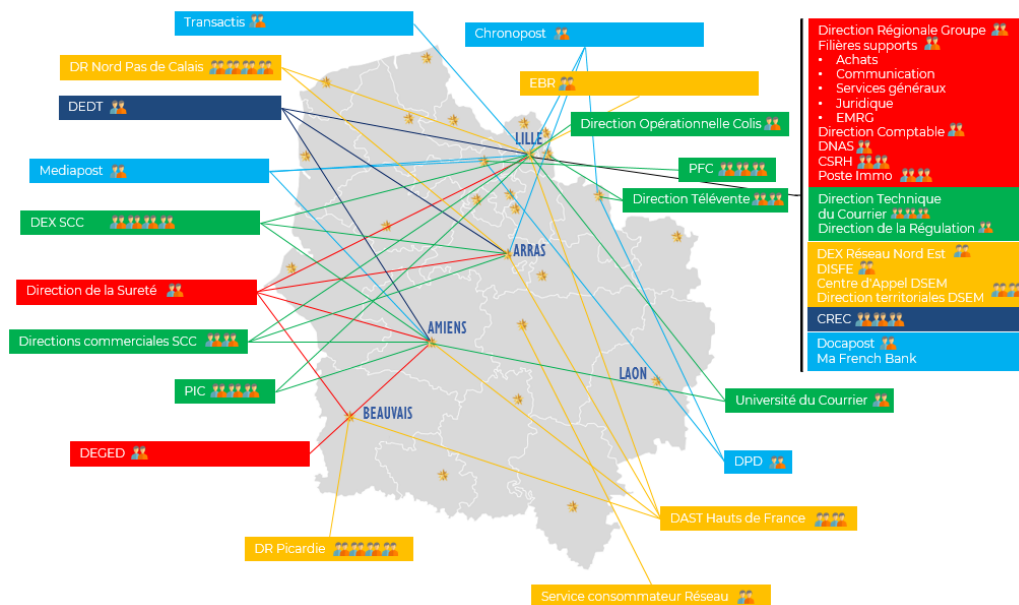 Transactis
Chronopost
DR Nord Pas de Calais
EBR
DEDT
Direction Opérationnelle Colis
LILLE
Mediapost
PFC
DEX SCC
Direction Télévente
ARRAS
Direction de la Sureté
AMIENS
Directions commerciales SCC
LAON
PIC
Université du Courrier
BEAUVAIS
DEGED
DPD
DAST Hauts de France
DR Picardie
Service consommateur Réseau
Direction Régionale Groupe
Filières supports
• Achats
• Communication
• Services généraux
• Juridique
• EMRG
Direction Comptable
DNAS
CSRH
Poste Immo
Direction Technique
du Courrier
Direction de la Régulation
DEX Réseau Nord Est
DISFE
Centre d'Appel DSEM
Direction territoriales DSEM
CREC
Docapost
Ma French Bank